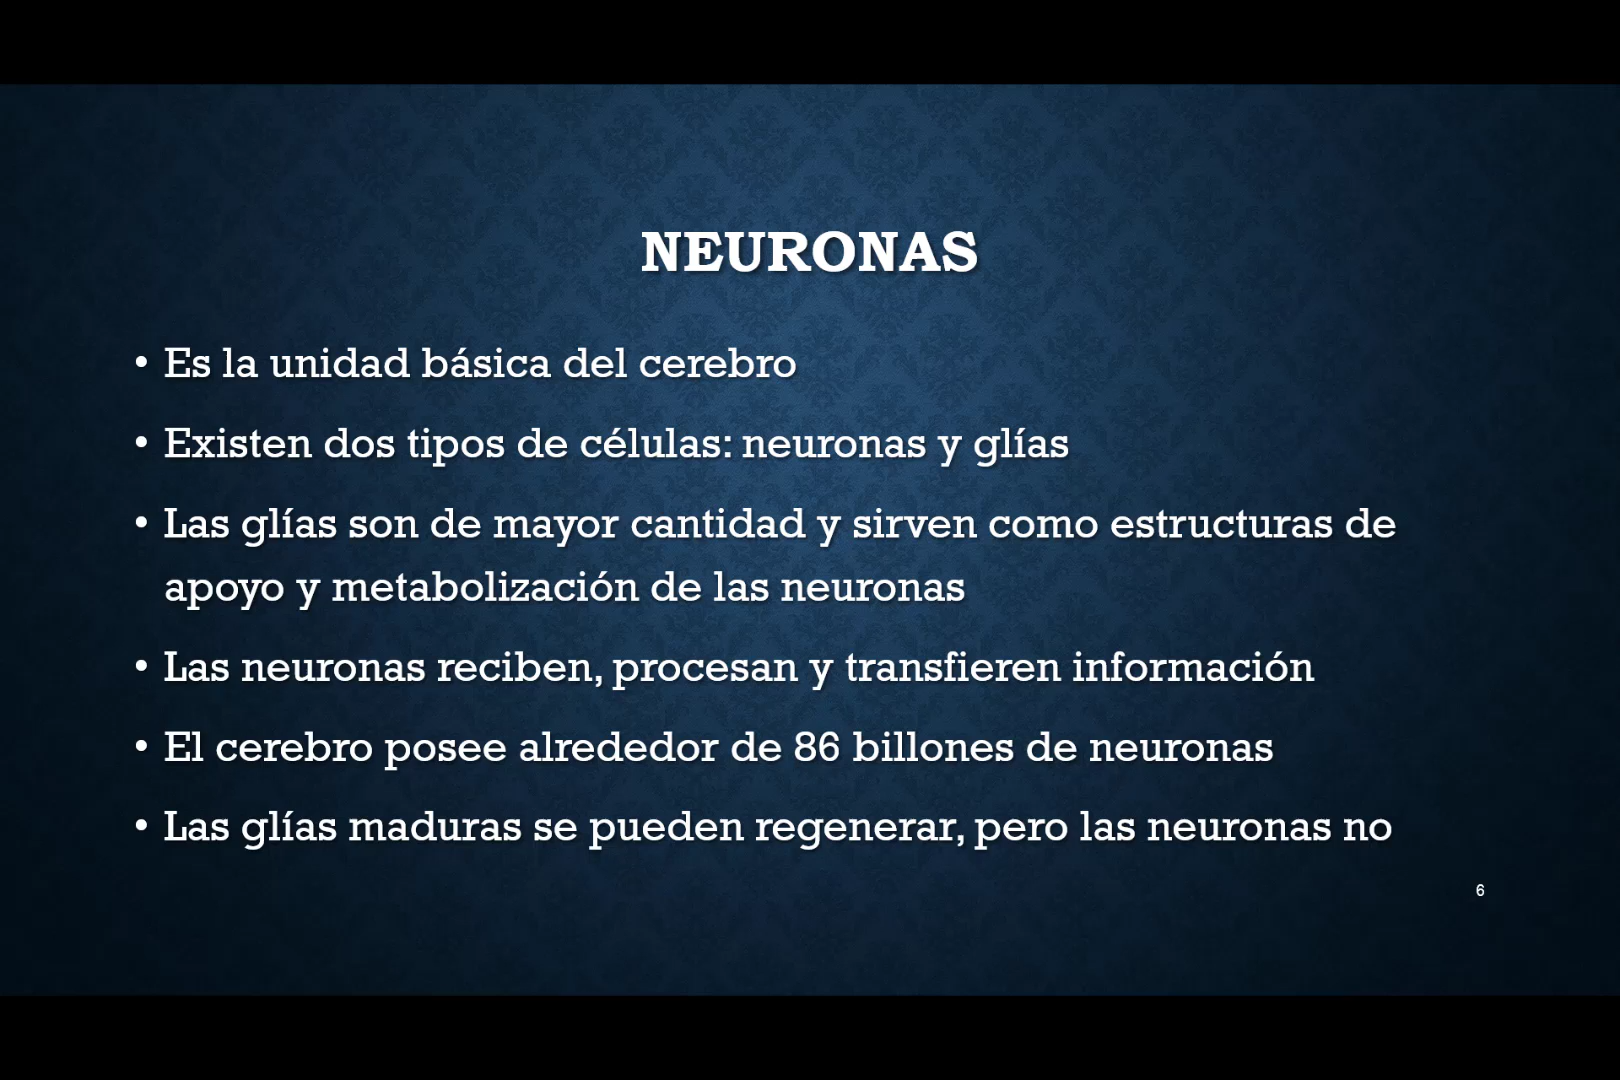 NEURONAS
• Es la unidad básica del cerebro
• Existen dos tipos de células: neuronas y glías
• Las glías son de mayor cantidad y sirven como estructuras de
apoyo y metabolización de las neuronas
• Las neuronas reciben, procesan y transfieren información
• El cerebro posee alrededor de 86 billones de neuronas
• Las glías maduras se pueden regenerar, pero las neuronas no
6